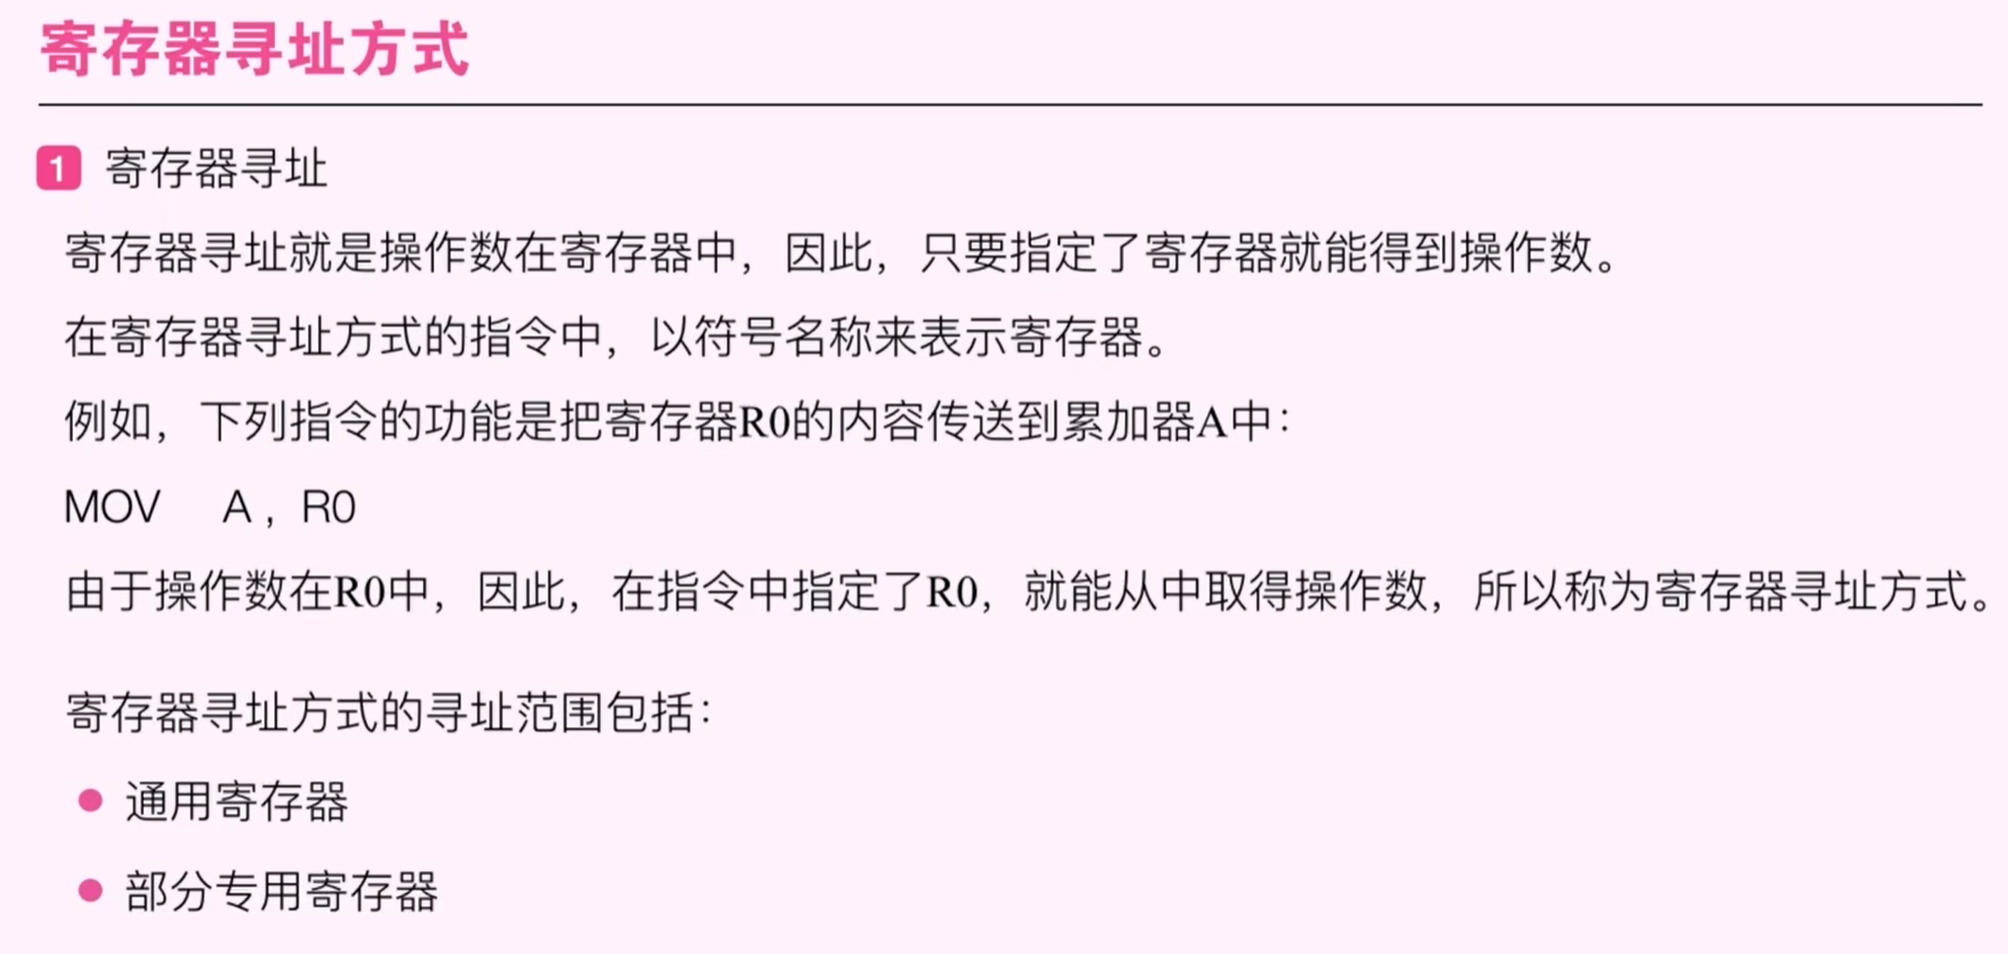 寄存器寻址方式
1 寄存器寻址
寄存器寻址就是操作数在寄存器中，因此，只要指定了寄存器就能得到操作数。
在寄存器寻址方式的指令中，以符号名称来表示寄存器。
例如，下列指令的功能是把寄存器R0的内容传送到累加器A中：
MOV A，R0
由于操作数在R0中，因此，在指令中指定了R0，就能从中取得操作数，所以称为寄存器寻址方式。
寄存器寻址方式的寻址范围包括：
● 通用寄存器
● 部分专用寄存器